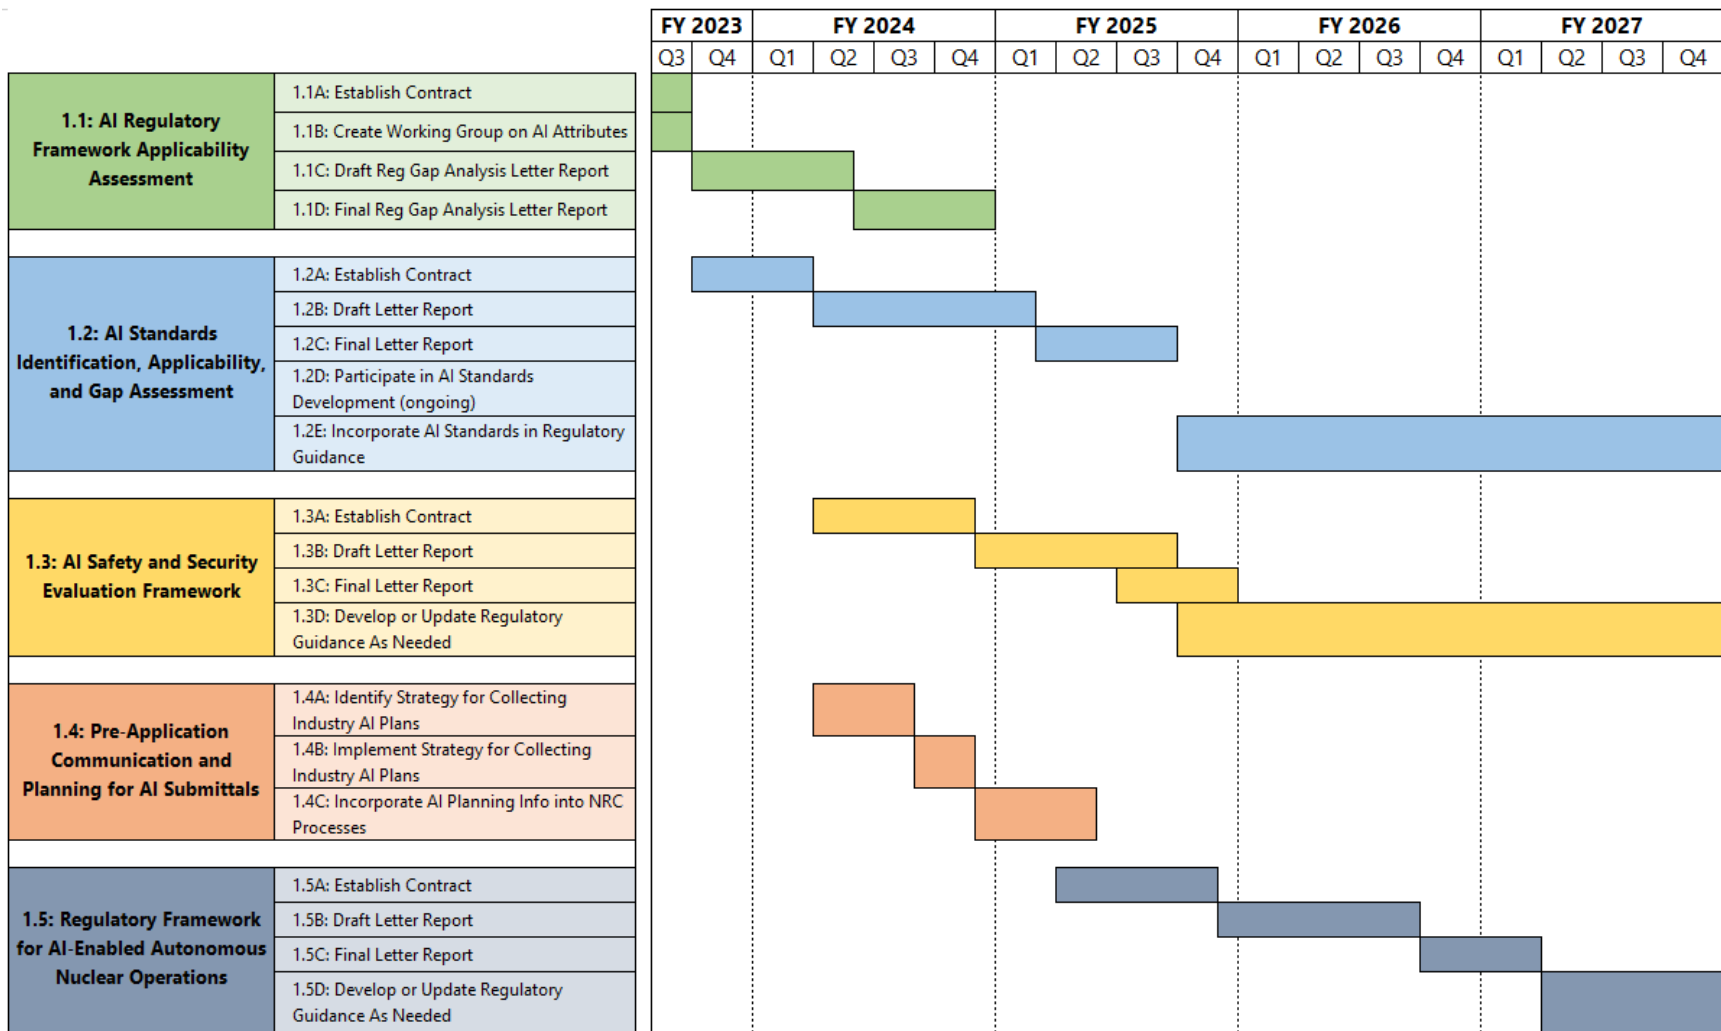 FY 2023 FY 2024 FY 2025 FY 2026 FY 2027
Q3 Q4 Q1 Q2 Q3 Q4 Q1 Q2 Q3 Q4 Q1 Q2 Q3 Q4 Q1 Q2 Q3 Q4
1.1: AI Regulatory
Framework Applicability
Assessment
1.1A: Establish Contract
1.1B: Create Working Group on AI Attributes
1.1C: Draft Reg Gap Analysis Letter Report
1.1D: Final Reg Gap Analysis Letter Report
1.2: AI Standards
Identification, Applicability,
and Gap Assessment
1.2A: Establish Contract
1.2B: Draft Letter Report
1.2C: Final Letter Report
1.2D: Participate in AI Standards
Development (ongoing)
1.2E: Incorporate AI Standards in Regulatory
Guidance
1.3: AI Safety and Security
Evaluation Framework
1.3A: Establish Contract
1.3B: Draft Letter Report
1.3C: Final Letter Report
1.3D: Develop or Update Regulatory
Guidance As Needed
1.4: Pre-Application
Communication and
Planning for AI Submittals
1.4A: Identify Strategy for Collecting
Industry AI Plans
1.4B: Implement Strategy for Collecting
Industry AI Plans
1.4C: Incorporate AI Planning Info into NRC
Processes
1.5: Regulatory Framework
for AI-Enabled Autonomous
Nuclear Operations
1.5A: Establish Contract
1.5B: Draft Letter Report
1.5C: Final Letter Report
1.5D: Develop or Update Regulatory
Guidance As Needed